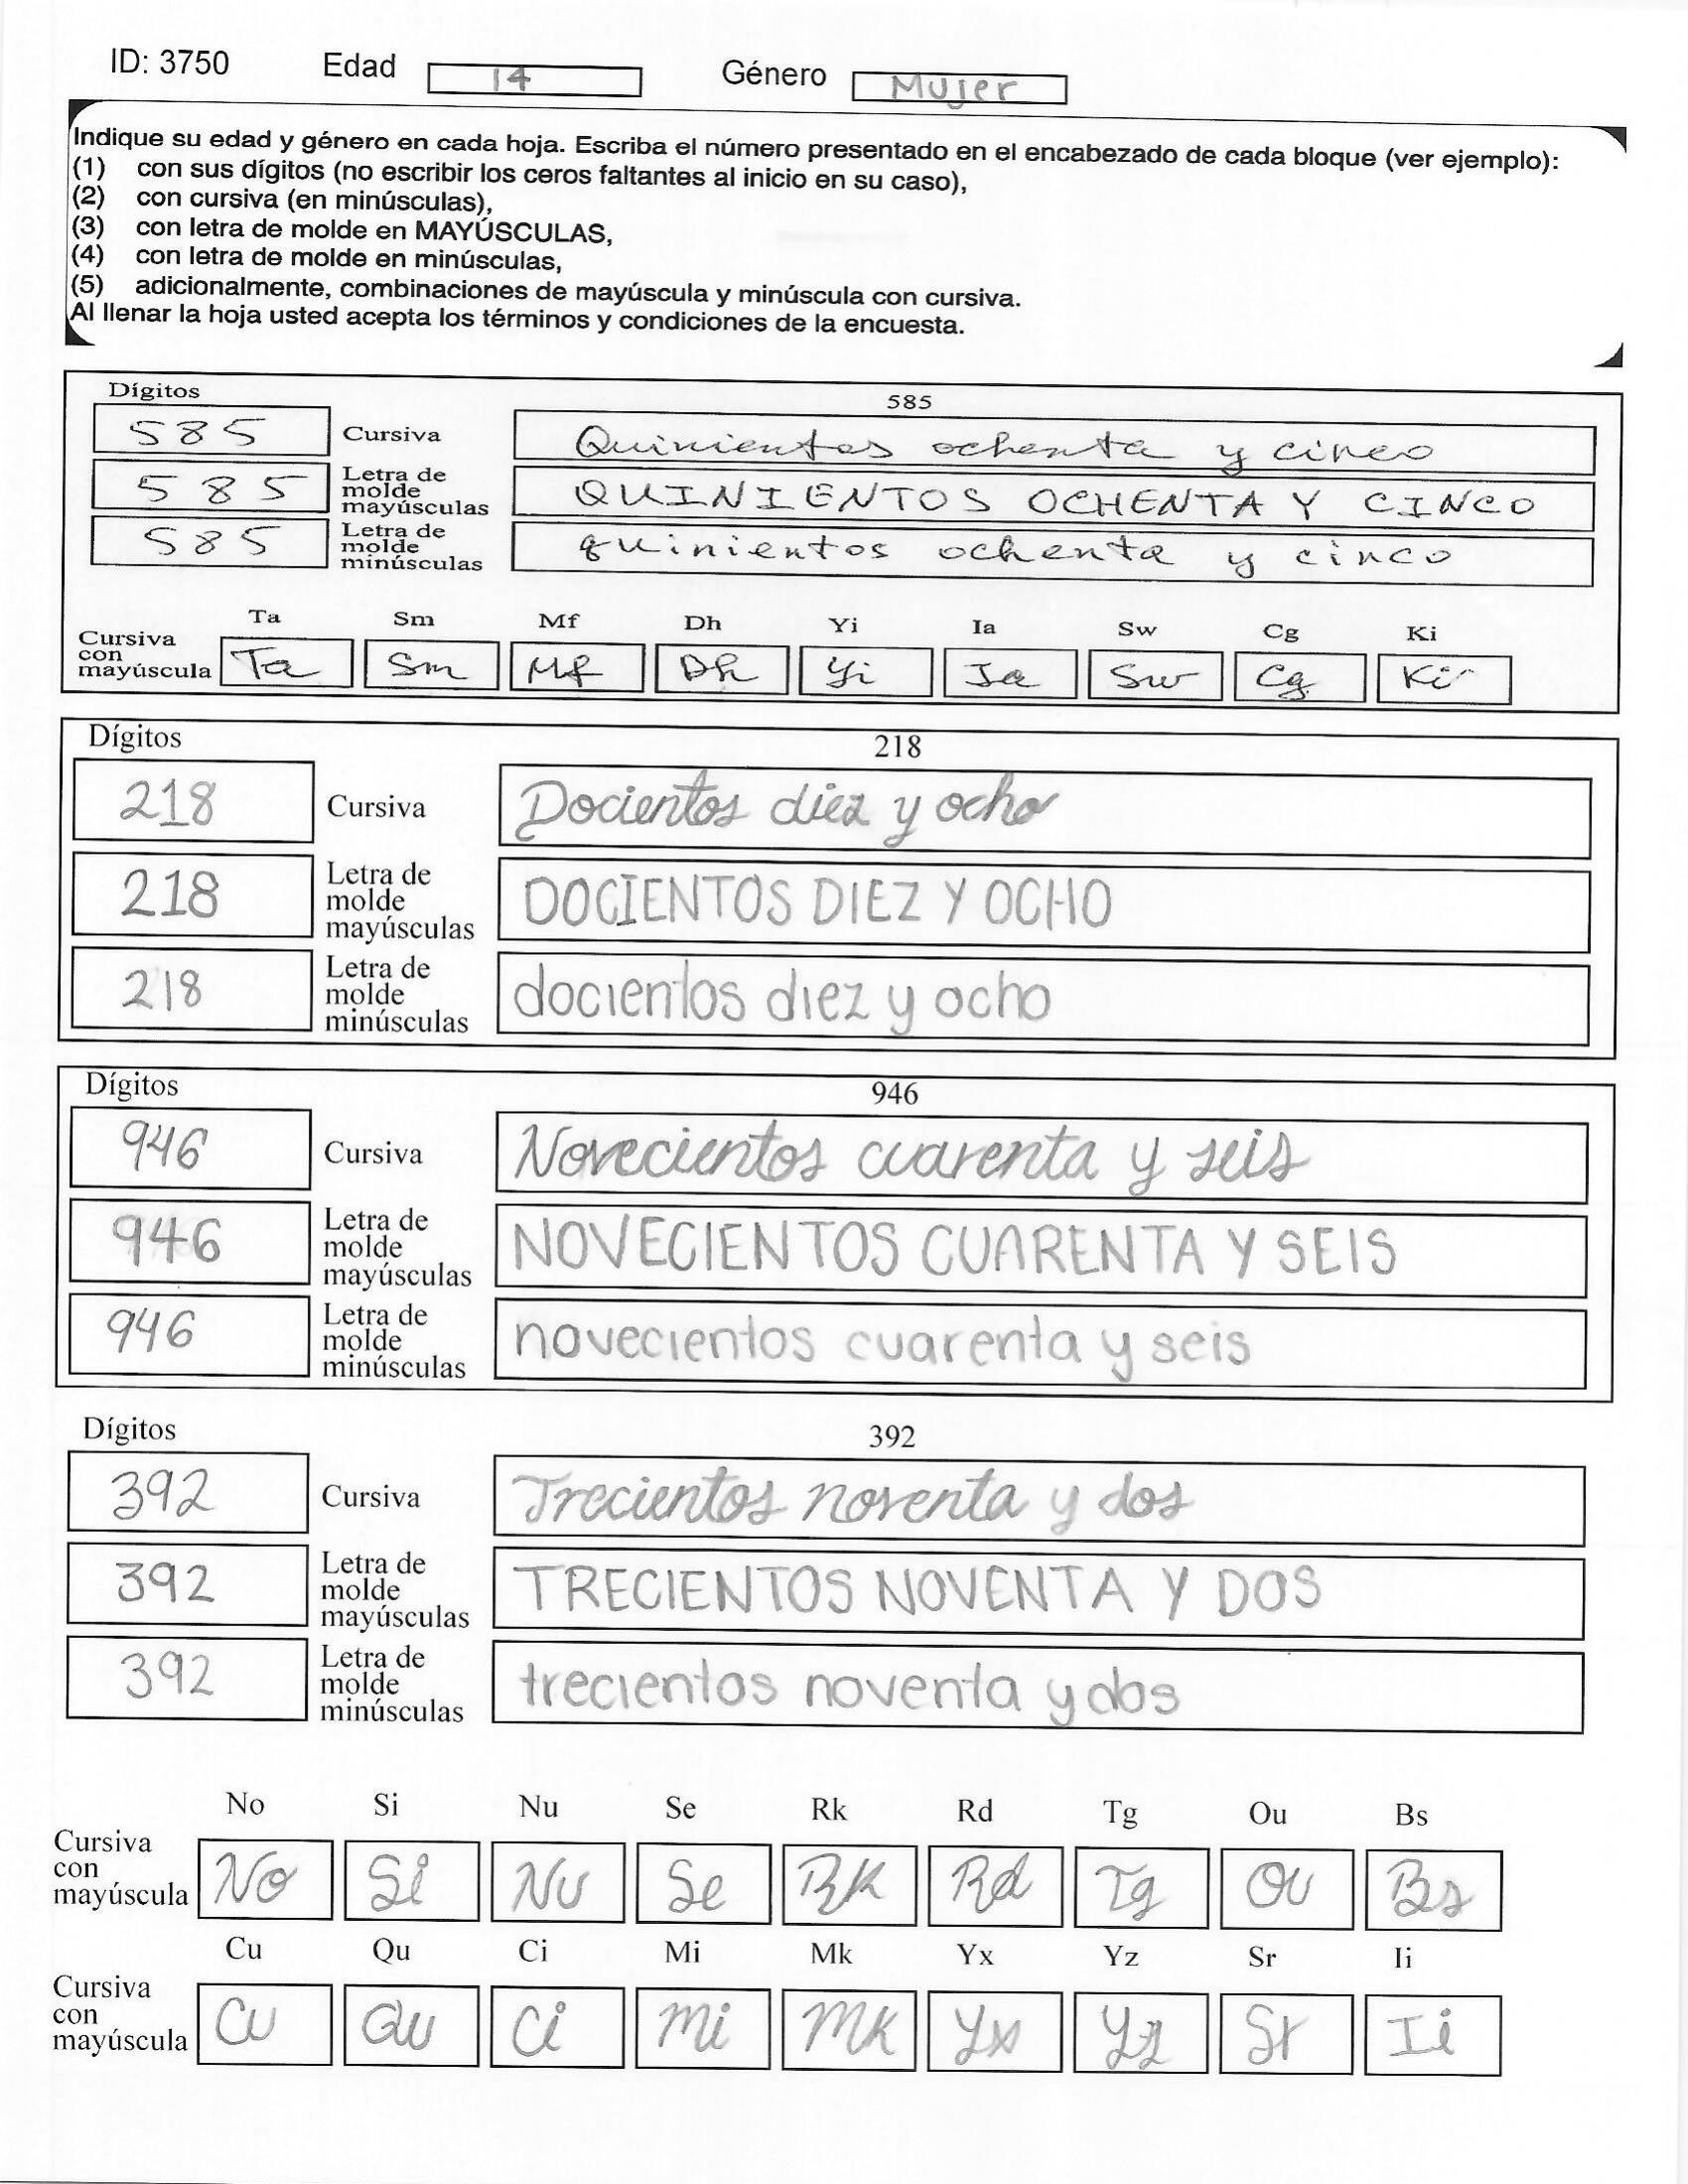 ID: 3750 Edad 14 Género Mujer
Indique su edad y género en cada hoja. Escriba el número presentado en el encabezado de cada bloque (ver ejemplo):
(1) con sus dígitos (no escribir los ceros faltantes al inicio en su caso),
(2) con cursiva (en minúsculas),
(3) con letra de molde en MAYÚSCULAS,
(4) con letra de molde en minúsculas,
(5) adicionalmente, combinaciones de mayúscula y minúscula con cursiva.
Al llenar la hoja usted acepta los términos y condiciones de la encuesta.
Dígitos 585
585 Cursiva Quinientos ochenta y cinco
585 Letra de molde mayúsculas QUINIENTOS OCHENTA Y CINCO
585 Letra de molde minúsculas quinientos ochenta y cinco
Ta Sm Mf Dh Yi Ia Sw Cg Ki
Cursiva con mayúscula Ta Sm Mf Dh Yi Ia Sw Cg Ki
Dígitos 218
218 Cursiva Docientos diez y ocho
218 Letra de molde mayúsculas DOCIENTOS DIEZ Y OCHO
218 Letra de molde minúsculas docientos diez y ocho
Dígitos 946
946 Cursiva Novecientos cuarenta y seis
946 Letra de molde mayúsculas NOVECIENTOS CUARENTA Y SEIS
946 Letra de molde minúsculas novecientos cuarenta y seis
Dígitos 392
392 Cursiva Trecientos noventa y dos
392 Letra de molde mayúsculas TRECIENTOS NOVENTA Y DOS
392 Letra de molde minúsculas trecientos noventa y dos
No Si Nu Se Rk Rd Tg Ou Bs
Cursiva con mayúscula No Si Nu Se Rk Rd Tg Ou Bs
Cu Qu Ci Mi Mk Yx Yz Sr Ii
Cursiva con mayúscula Cu Qu Ci Mi Mk Yx Yz Sr Ii